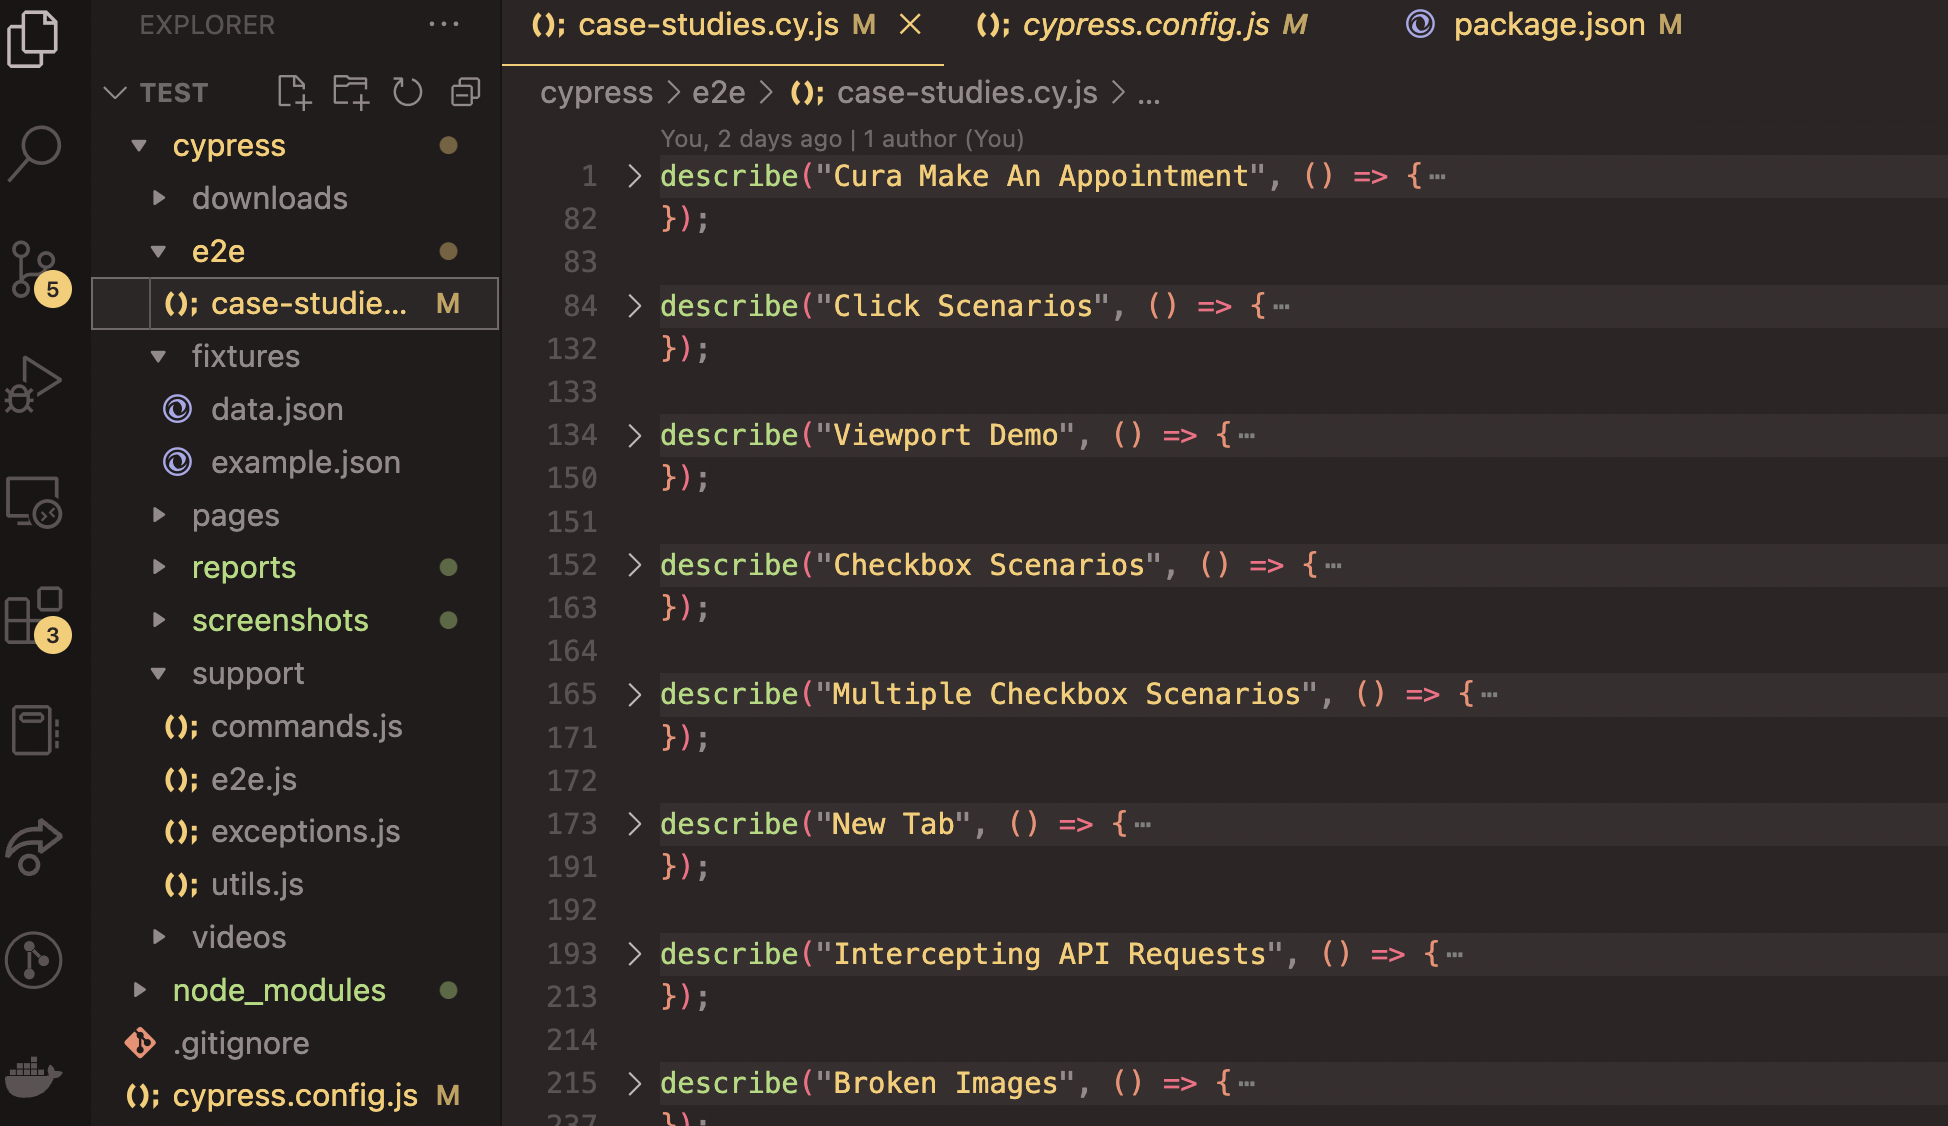 EXPLORER
TEST
cypress
downloads
e2e
case-studie... M
fixtures
data.json
example.json
pages
reports
screenshots
support
commands.js
e2e.js
exceptions.js
utils.js
videos
node_modules
.gitignore
cypress.config.js M
5
3
case-studies.cy.js M
cypress.config.js M
package.json M
cypress > e2e > case-studies.cy.js > ...
You, 2 days ago | 1 author (You)
1 describe("Cura Make An Appointment", () => {…
82 });
83
84 describe("Click Scenarios", () => {…
132 });
133
134 describe("Viewport Demo", () => {…
150 });
151
152 describe("Checkbox Scenarios", () => {…
163 });
164
165 describe("Multiple Checkbox Scenarios", () => {…
171 });
172
173 describe("New Tab", () => {…
191 });
192
193 describe("Intercepting API Requests", () => {…
213 });
214
215 describe("Broken Images", () => {…
237 });